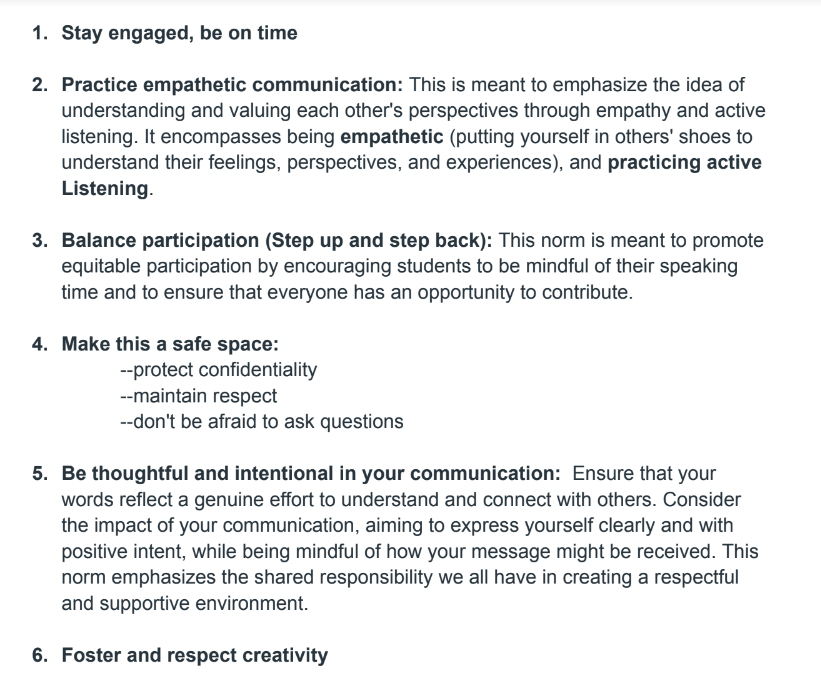 1. Stay engaged, be on time
2. Practice empathetic communication: This is meant to emphasize the idea of
understanding and valuing each other's perspectives through empathy and active
listening. It encompasses being empathetic (putting yourself in others' shoes to
understand their feelings, perspectives, and experiences), and practicing active
Listening.
3. Balance participation (Step up and step back): This norm is meant to promote
equitable participation by encouraging students to be mindful of their speaking
time and to ensure that everyone has an opportunity to contribute.
4. Make this a safe space:
--protect confidentiality
--maintain respect
--don't be afraid to ask questions
5. Be thoughtful and intentional in your communication: Ensure that your
words reflect a genuine effort to understand and connect with others. Consider
the impact of your communication, aiming to express yourself clearly and with
positive intent, while being mindful of how your message might be received. This
norm emphasizes the shared responsibility we all have in creating a respectful
and supportive environment.
6. Foster and respect creativity